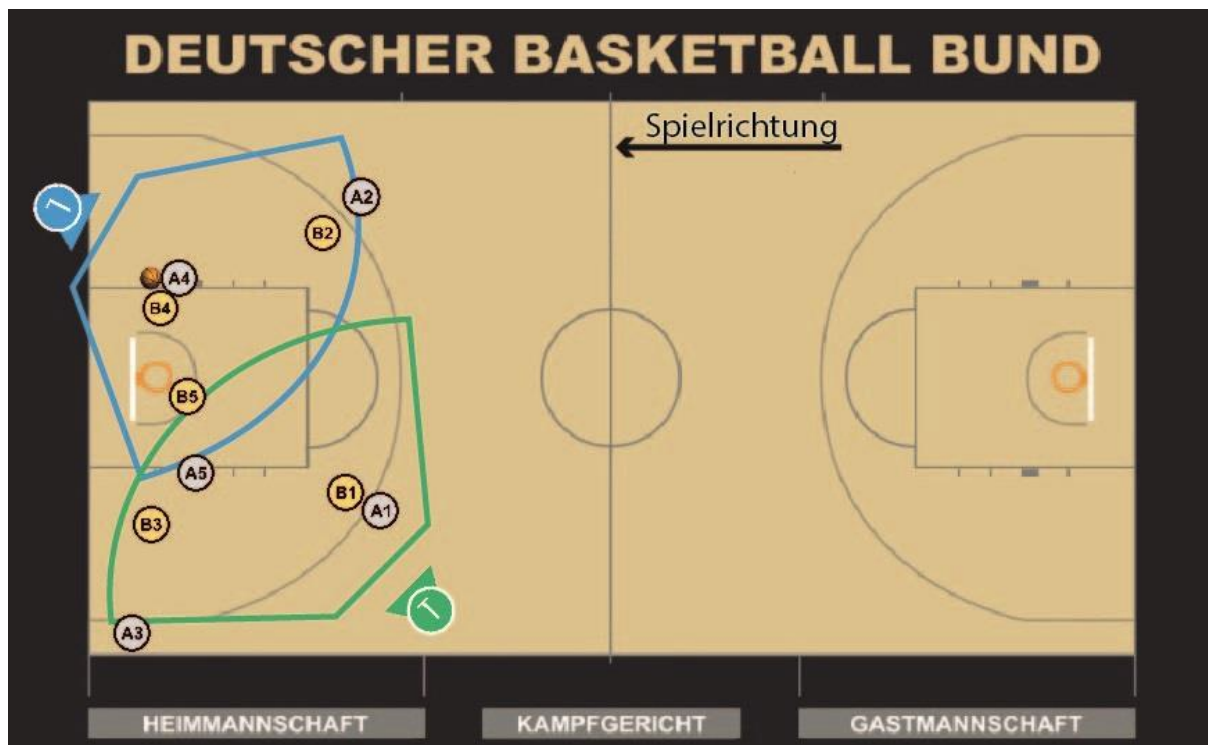 DEUTSCHER BASKETBALL BUND
Spielrichtung
A2
B2
A4
B4
B5
A5
B1
A1
B3
A3
T
HEIMMANNSCHAFT KAMPFGERICHT GASTMANNSCHAFT